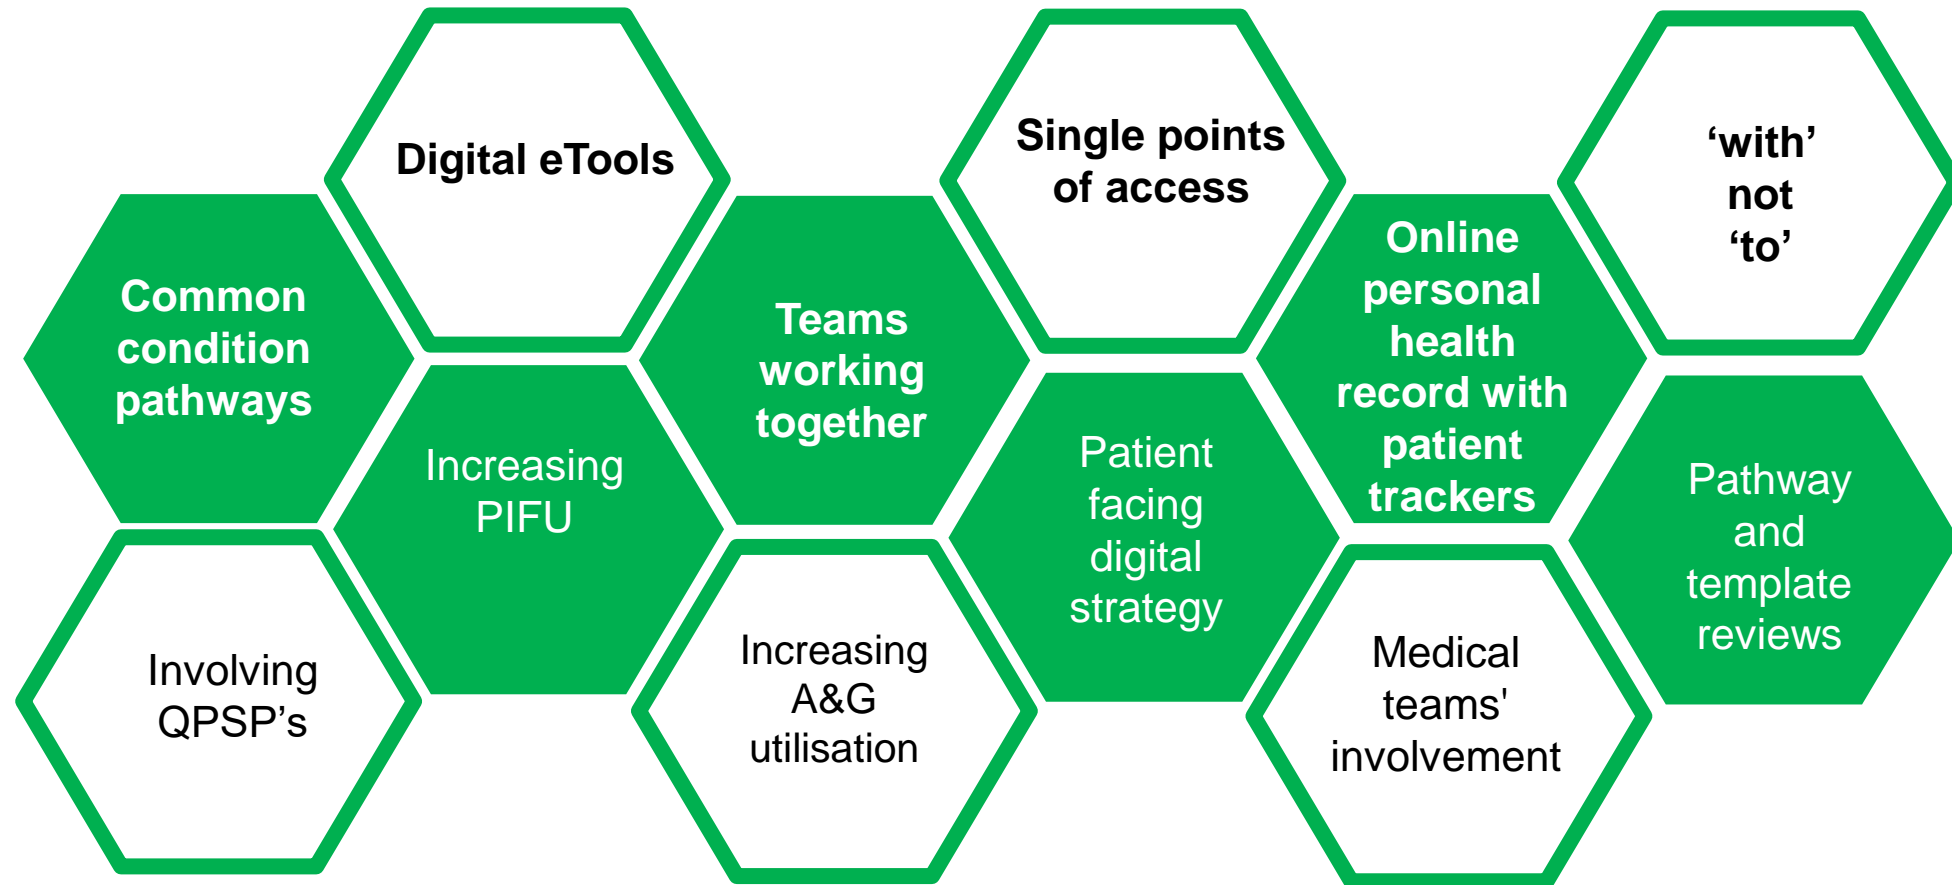 Digital eTools
Single points
of access
‘with’
not
‘to’
Common
condition
pathways
Teams
working
together
Online
personal
health
record with
patient
trackers
Increasing
PIFU
Patient
facing
digital
strategy
Pathway
and
template
reviews
Involving
QPSP’s
Increasing
A&G
utilisation
Medical
teams'
involvement